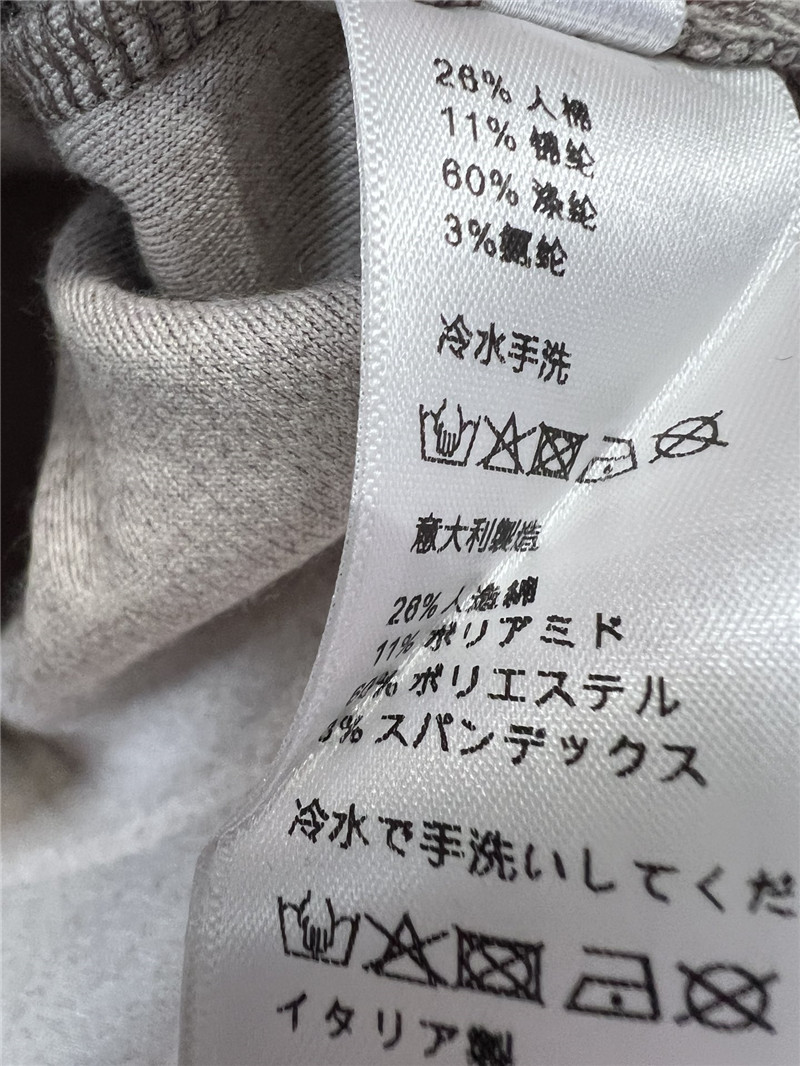 26% 人棉
11% 锦纶
60% 涤纶
3%氨纶
冷水手洗
意大利製造
26%人造綿
11% ポリアミド
60% ポリエステル
3% スパンデックス
冷水で手洗いしてくだ
イタリア製